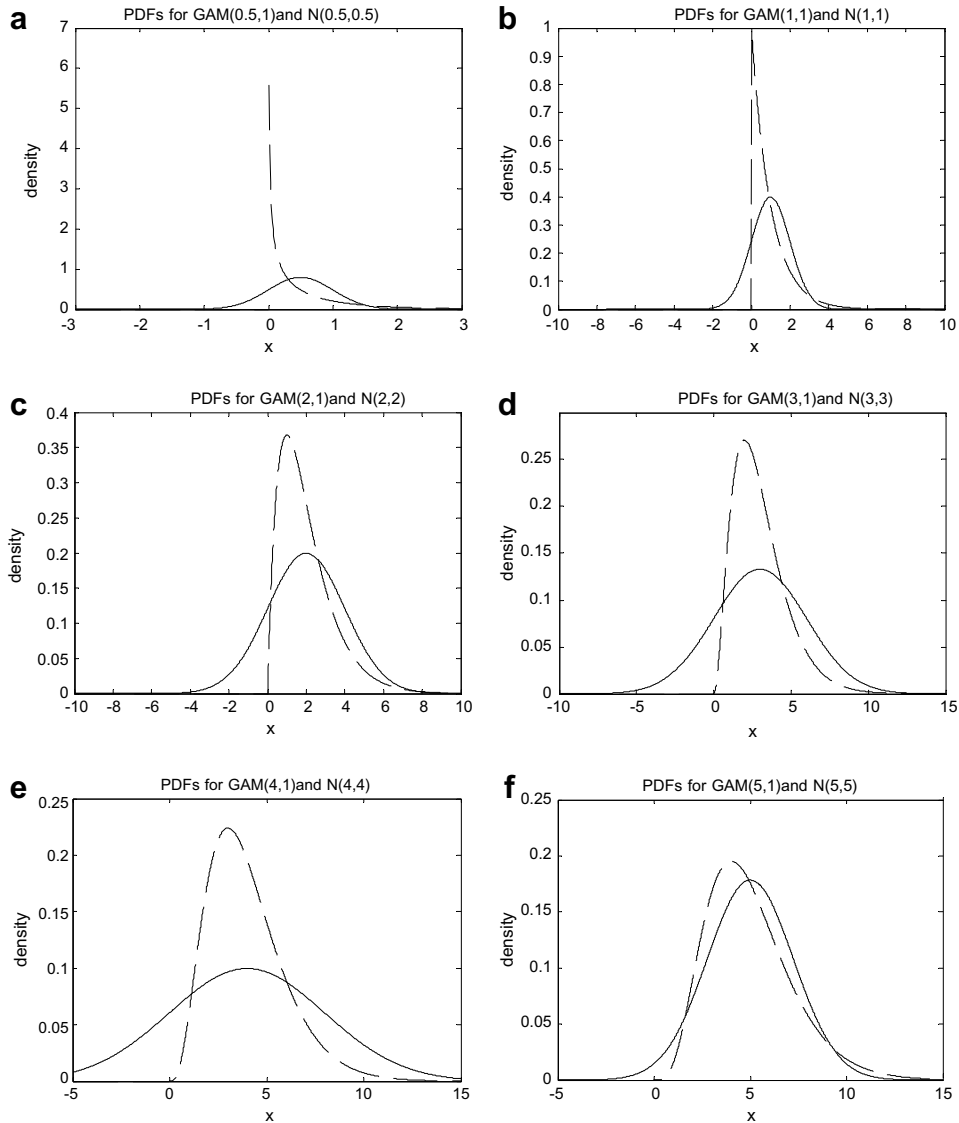 a
PDFs for GAM(0.5,1)and N(0.5,0.5)
7
6
5
4
3
2
1
0
density
-3 -2 -1 0 1 2 3
x
b
PDFs for GAM(1,1)and N(1,1)
1
0.9
0.8
0.7
0.6
0.5
0.4
0.3
0.2
0.1
0
density
-10 -8 -6 -4 -2 0 2 4 6 8 10
x
c
PDFs for GAM(2,1)and N(2,2)
0.4
0.35
0.3
0.25
0.2
0.15
0.1
0.05
0
density
-10 -8 -6 -4 -2 0 2 4 6 8 10
x
d
PDFs for GAM(3,1)and N(3,3)
0.25
0.2
0.15
0.1
0.05
0
density
-10 -5 0 5 10 15
x
e
PDFs for GAM(4,1)and N(4,4)
0.25
0.2
0.15
0.1
0.05
0
density
-5 0 5 10 15
x
f
PDFs for GAM(5,1)and N(5,5)
0.25
0.2
0.15
0.1
0.05
0
density
-5 0 5 10 15
x